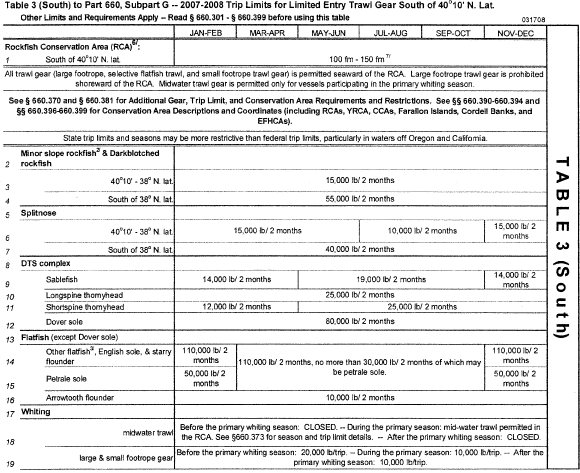 Table 3 (South) to Part 660, Subpart G -- 2007-2008 Trip Limits for Limited Entry Trawl Gear South of 40°10' N. Lat.
Other Limits and Requirements Apply -- Read § 660.301 - § 660.399 before using this table
031708
JAN-FEB MAR-APR MAY-JUN JUL-AUG SEP-OCT NOV-DEC
Rockfish Conservation Area (RCA)6/:
1 South of 40°10' N. lat. 100 fm - 150 fm 7/
All trawl gear (large footrope, selective flatfish trawl, and small footrope trawl gear) is permitted seaward of the RCA. Large footrope trawl gear is prohibited
shoreward of the RCA. Midwater trawl gear is permitted only for vessels participating in the primary whiting season.
See § 660.370 and § 660.381 for Additional Gear, Trip Limit, and Conservation Area Requirements and Restrictions. See §§ 660.390-660.394 and
§§ 660.396-660.399 for Conservation Area Descriptions and Coordinates (including RCAs, YRCA, CCAs, Farallon Islands, Cordell Banks, and
EFHCAs).
State trip limits and seasons may be more restrictive than federal trip limits, particularly in waters off Oregon and California.
2 Minor slope rockfish2/ & Darkblotched
rockfish
3 40°10' - 38° N. lat. 15,000 lb/ 2 months
4 South of 38° N. lat. 55,000 lb/ 2 months
5 Splitnose
6 40°10' - 38° N. lat. 15,000 lb/ 2 months 10,000 lb/ 2 months 15,000 lb/ 2
months
7 South of 38° N. lat. 40,000 lb/ 2 months
8 DTS complex
9 Sablefish 14,000 lb/ 2 months 19,000 lb/ 2 months 14,000 lb/ 2
months
10 Longspine thornyhead 25,000 lb/ 2 months
11 Shortspine thornyhead 12,000 lb/ 2 months 25,000 lb/ 2 months
12 Dover sole 80,000 lb/ 2 months
13 Flatfish (except Dover sole)
14 Other flatfish3/, English sole, & starry
flounder 110,000 lb/ 2
months 110,000 lb/ 2 months, no more than 30,000 lb/ 2 months of which may
be petrale sole. 110,000 lb/ 2
months
15 Petrale sole 50,000 lb/ 2
months 50,000 lb/ 2
months
16 Arrowtooth flounder 10,000 lb/ 2 months
17 Whiting
18 midwater trawl Before the primary whiting season: CLOSED. -- During the primary season: mid-water trawl permitted in
the RCA. See §660.373 for season and trip limit details. -- After the primary whiting season: CLOSED.
19 large & small footrope gear Before the primary whiting season: 20,000 lb/trip. -- During the primary season: 10,000 lb/trip. -- After the
primary whiting season: 10,000 lb/trip.
TABLE 3 (South)